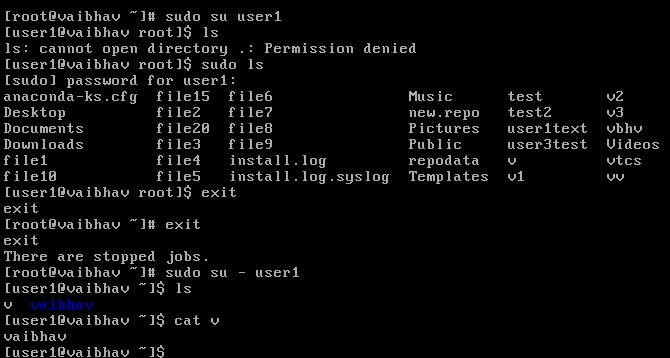 [root@vaibhav ~]# sudo su user1
[user1@vaibhav root]$ ls
ls: cannot open directory .: Permission denied
[user1@vaibhav root]$ sudo ls
[sudo] password for user1:
anaconda-ks.cfg  file15  file6               Music      test       v2
Desktop          file2   file7               new.repo   test2      v3
Documents        file20  file8               Pictures   user1text  vbhv
Downloads        file3   file9               Public     user3test  Videos
file1            file4   install.log         repodata   v          vtcs
file10           file5   install.log.syslog  Templates  v1         vv
[user1@vaibhav root]$ exit
exit
[root@vaibhav ~]# exit
exit
There are stopped jobs.
[root@vaibhav ~]# sudo su - user1
[user1@vaibhav ~]$ ls
v  vaibhav
[user1@vaibhav ~]$ cat v
vaibhav
[user1@vaibhav ~]$